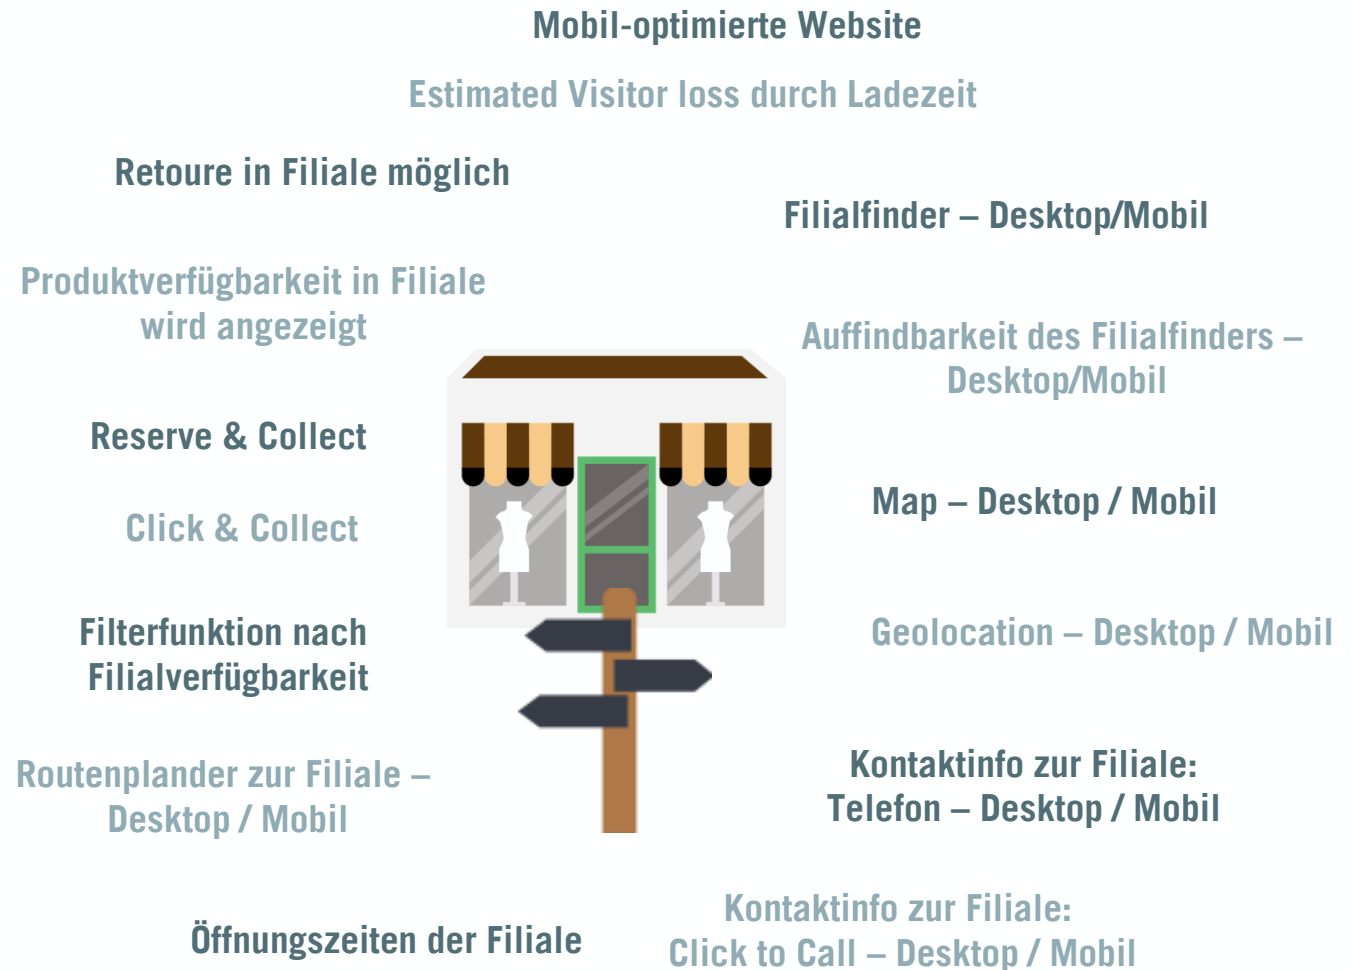 Mobil-optimierte Website
Estimated Visitor loss durch Ladezeit
Retoure in Filiale möglich
Filialfinder – Desktop/Mobil
Produktverfügbarkeit in Filiale
wird angezeigt
Auffindbarkeit des Filialfinders –
Desktop/Mobil
Reserve & Collect
Map – Desktop / Mobil
Click & Collect
Filterfunktion nach
Filialverfügbarkeit
Geolocation – Desktop / Mobil
Routenplander zur Filiale –
Desktop / Mobil
Kontaktinfo zur Filiale:
Telefon – Desktop / Mobil
Öffnungszeiten der Filiale
Kontaktinfo zur Filiale:
Click to Call – Desktop / Mobil